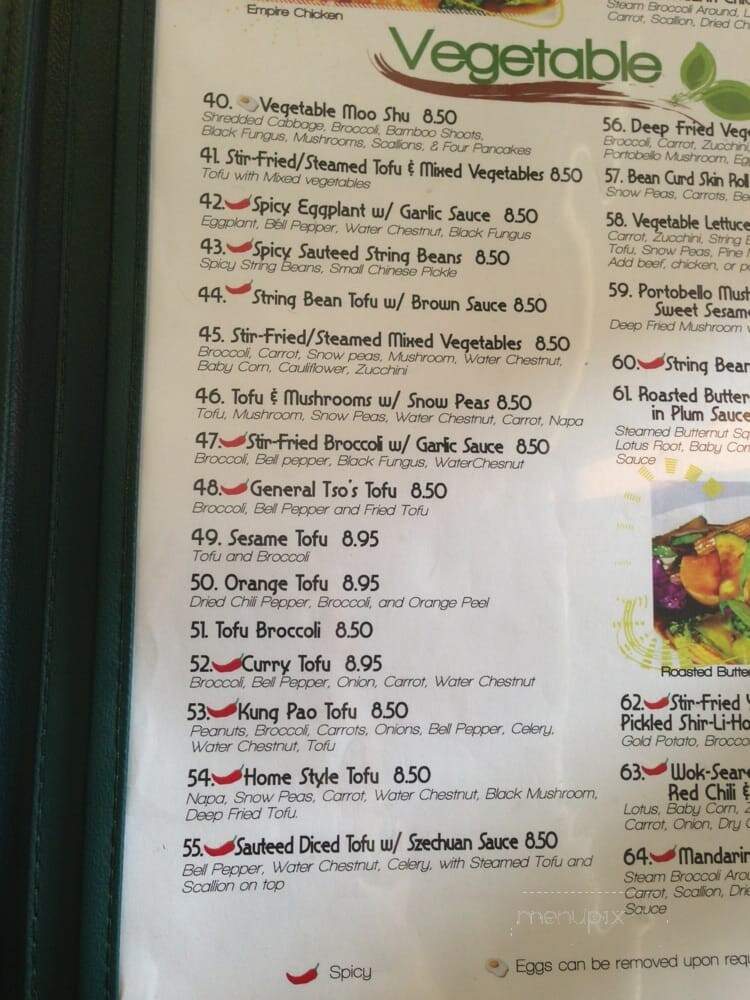 Empire Chicken
Steam Broccoli Around,
Carrot, Scallion, Dried
Vegetable
40. Vegetable Moo Shu 8.50
Shredded Cabbage, Broccoli, Bamboo Shoots,
Black Fungus, Mushrooms, Scallions, & Four Pancakes
41. Stir-Fried/Steamed Tofu & Mixed Vegetables 8.50
Tofu with Mixed vegetables
42. Spicy Eggplant w/ Garlic Sauce 8.50
Eggplant, Bell Pepper, Water Chestnut, Black Fungus
43. Spicy Sauteed String Beans 8.50
Spicy String Beans, Small Chinese Pickle
44. String Bean Tofu w/ Brown Sauce 8.50
45. Stir-Fried/Steamed Mixed Vegetables 8.50
Broccoli, Carrot, Snow peas, Mushroom, Water Chestnut,
Baby Corn, Cauliflower, Zucchini
46. Tofu & Mushrooms w/ Snow Peas 8.50
Tofu, Mushroom, Snow Peas, Water Chestnut, Carrot, Napa
47. Stir-Fried Broccoli w/ Garlic Sauce 8.50
Broccoli, Bell pepper, Black Fungus, WaterChesnut
48. General Tso's Tofu 8.50
Broccoli, Bell Pepper and Fried Tofu
49. Sesame Tofu 8.95
Tofu and Broccoli
50. Orange Tofu 8.95
Dried Chili Pepper, Broccoli, and Orange Peel
51. Tofu Broccoli 8.50
52. Curry Tofu 8.95
Broccoli, Bell Pepper, Onion, Carrot, Water Chestnut
53. Kung Pao Tofu 8.50
Peanuts, Broccoli, Carrots, Onions, Bell Pepper, Celery,
Water Chestnut, Tofu
54. Home Style Tofu 8.50
Napa, Snow Peas, Carrot, Water Chestnut, Black Mushroom,
Deep Fried Tofu.
55. Sauteed Diced Tofu w/ Szechuan Sauce 8.50
Bell Pepper, Water Chestnut, Celery, with Steamed Tofu and
Scallion on top
56. Deep Fried
Broccoli, Carrot,
Portobello Mushroom,
57. Bean Curd Skin Roll
Snow Peas, Carrots,
58. Vegetable Lettuce
Carrot, Zucchini, String
Tofu, Snow Peas, Pine
Add beef, chicken, or
59. Portobello
Sweet
Deep Fried Mushroom
60. String
61. Roasted
in Plum Sauce
Steamed Butternut
Lotus Root, Baby
Sauce
Roasted
62. Stir-Fried
Pickled
Gold Potato,
63. Wok-
Red Chili &
Lotus, Baby Corn,
Carrot, Onion, Dry
64. Mandarin
Steam Broccoli
Carrot, Scallion,
Sauce
menupix
Spicy
Eggs can be removed upon